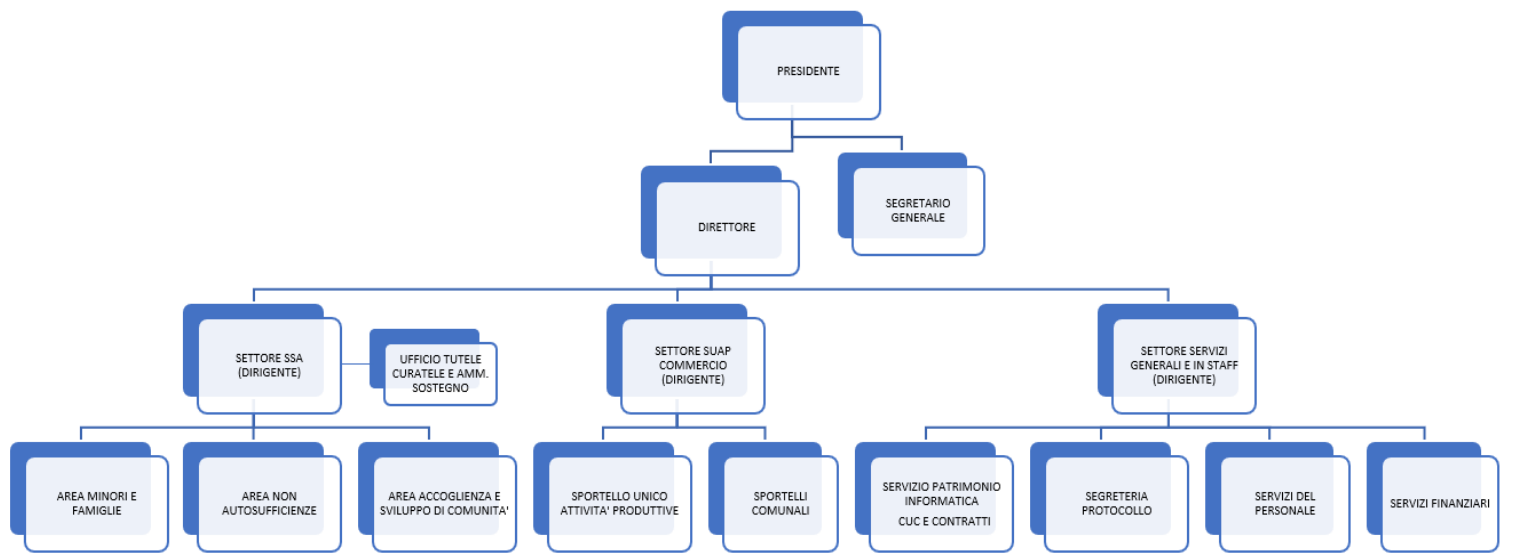 PRESIDENTE
DIRETTORE
SEGRETARIO
GENERALE
SETTORE SSA
(DIRIGENTE)
UFFICIO TUTELE
CURATELE E AMM.
SOSTEGNO
SETTORE SUAP
COMMERCIO
(DIRIGENTE)
SETTORE SERVIZI
GENERALI E IN STAFF
(DIRIGENTE)
AREA MINORI E
FAMIGLIE
AREA NON
AUTOSUFFICIENZE
AREA ACCOGLIENZA E
SVILUPPO DI COMUNITA'
SPORTELLO UNICO
ATTIVITA' PRODUTTIVE
SPORTELLI
COMUNALI
SERVIZIO PATRIMONIO
INFORMATICA
CUC E CONTRATTI
SEGRETERIA
PROTOCOLLO
SERVIZI DEL
PERSONALE
SERVIZI FINANZIARI